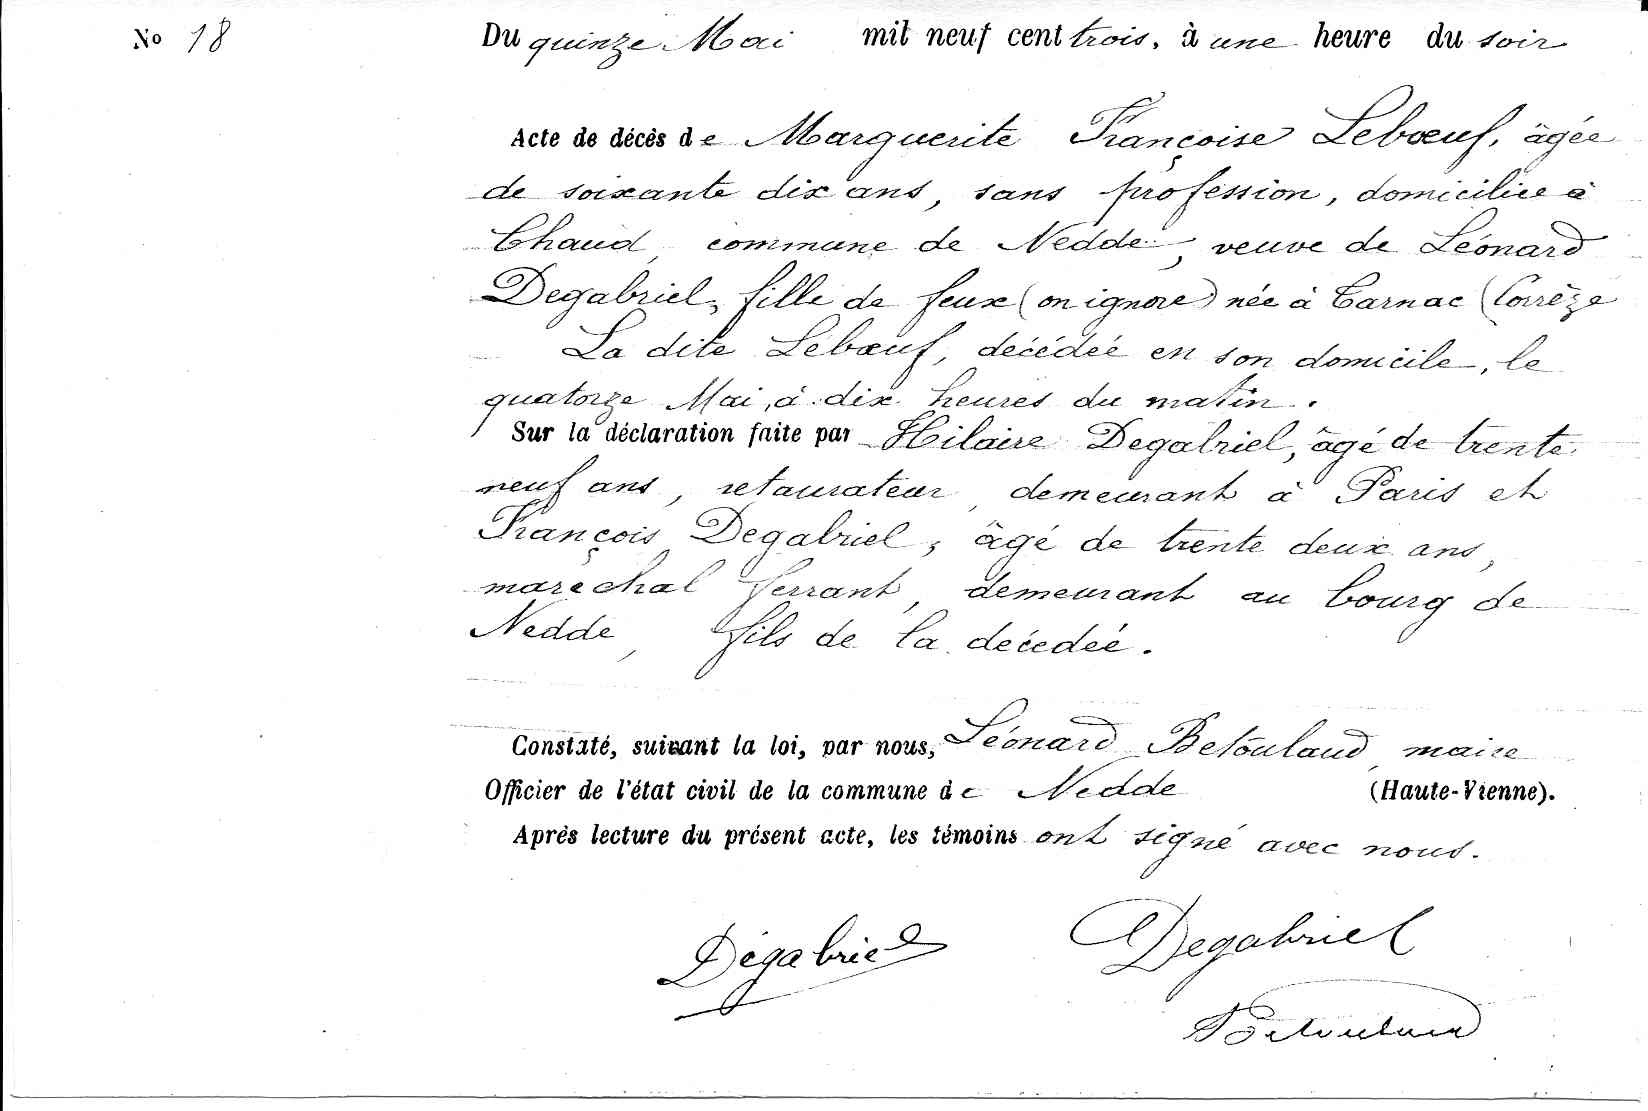 No 18
Du quinze Mai mil neuf cent trois, à une heure du soir
Acte de décès de Marguerite Françoise Lebœuf, âgée
de soixante dix ans, sans profession, domiciliée à
Chaud, commune de Nedde, veuve de Léonard
Degabriel, fille de feux (on ignore) née à Tarnac (Corrèze
La dite Lebœuf, décédée en son domicile, le
quatorze Mai, à dix heures du matin.
Sur la déclaration faite par Hilaire Degabriel, âgé de trente
neuf ans, retaurateur, demeurant à Paris et
François Degabriel, âgé de trente deux ans,
maréchal ferrant, demeurant au bourg de
Nedde, fils de la décedée.
Constaté, suivant la loi, par nous, Léonard Betoulaud, maire
Officier de l'état civil de la commune de Nedde (Haute-Vienne).
Après lecture du présent acte, les témoins ont signé avec nous.
Dégabriel Degabriel
Betoulaud